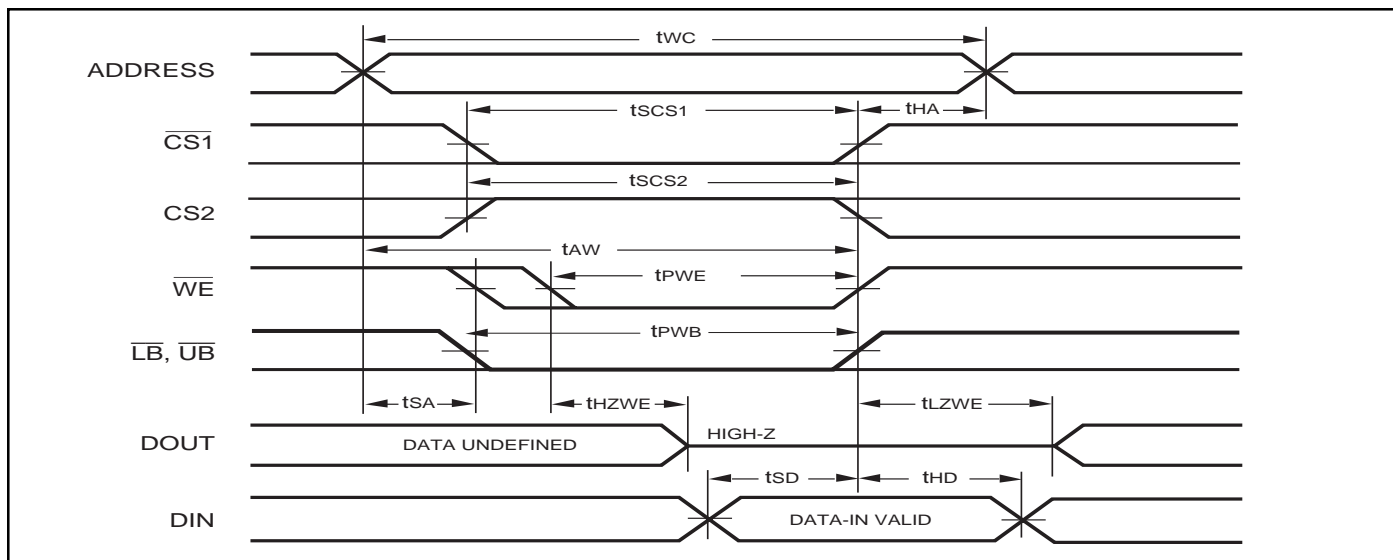 tWC
ADDRESS
tSCS1
tHA
CS1
tSCS2
CS2
tAW
WE
tPWE
LB, UB
tPWB
tSA
tHZWE
tLZWE
DOUT
DATA UNDEFINED
HIGH-Z
tSD
tHD
DIN
DATA-IN VALID